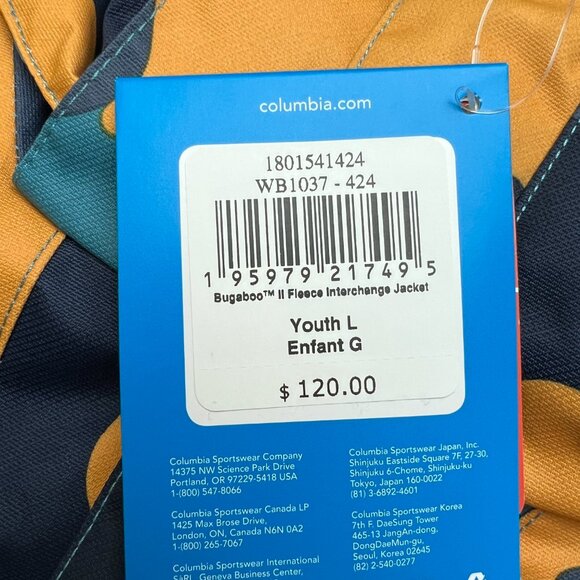 columbia.com
1801541424
WB1037 - 424
1 95979 21749 5
Bugaboo™ II Fleece Interchange Jacket
Youth L
Enfant G
$ 120.00
Columbia Sportswear Company
14375 NW Science Park Drive
Portland, OR 97229-5418 USA
1-(800) 547-8066
Columbia Sportswear Canada LP
1425 Max Brose Drive,
London, ON, Canada N6N 0A2
1-(800) 265-7067
Columbia Sportswear International
SàRL, Geneva Business Center,
Columbia Sportswear Japan, Inc.
Shinjuku Eastside Square 7F, 27-30,
Shinjuku 6-Chome, Shinjuku-ku
Tokyo, Japan 160-0022
(81) 3-6892-4601
Columbia Sportswear Korea
7th F. DaeSung Tower
465-13 JangAn-dong,
DongDaeMun-gu,
Seoul, Korea 02645
(82) 2-540-0277